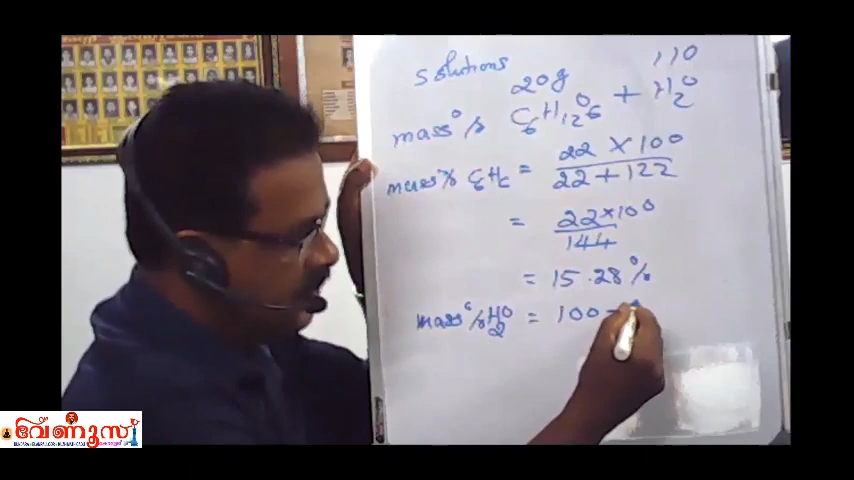 Solutions 110
20g
mass % C₆H₁₂O₆ + H₂O
mass % C₆H₆ = 22 × 100
22 + 122
= 22 × 100
144
= 15.28 %
mass % H₂O = 100 -
വേണൂസ്